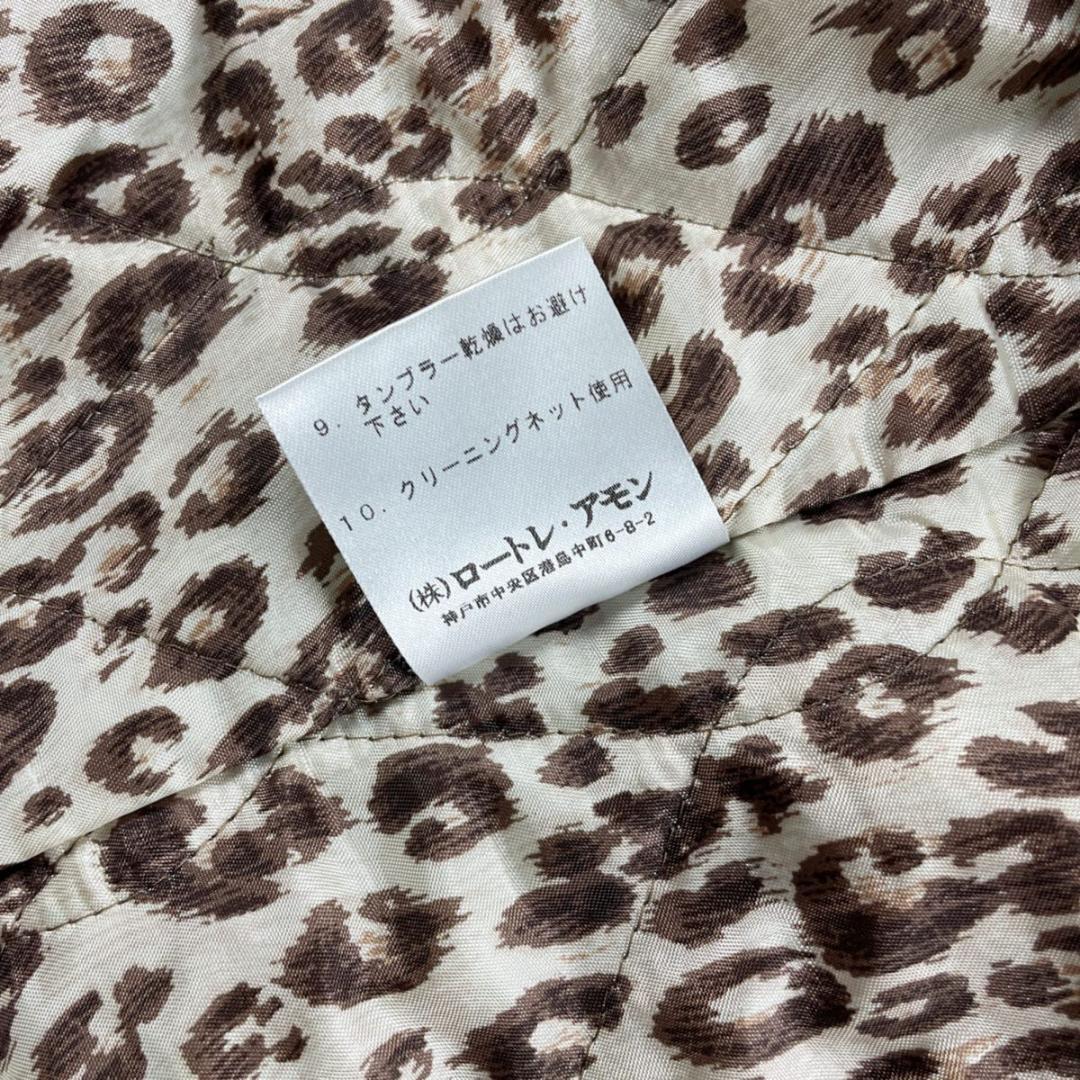 9. タンブラー乾燥はお避け
下さい
10. クリーニングネット使用
(株)ロートレ・アモン
神戸市中央区港島中町6-8-2